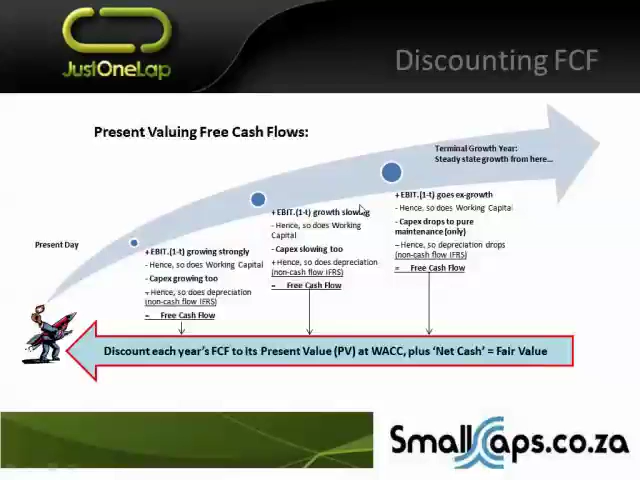 JustOneLap
Discounting FCF
Present Valuing Free Cash Flows:
Terminal Growth Year:
Steady state growth from here...
Present Day
+ EBIT.(1-t) growing strongly
- Hence, so does Working Capital
- Capex growing too
- Hence, so does depreciation
(non-cash flow IFRS)
= Free Cash Flow
+ EBIT.(1-t) growth slowing
- Hence, so does Working
Capital
- Capex slowing too
+ Hence, so does depreciation
(non-cash flow IFRS)
= Free Cash Flow
+ EBIT.(1-t) goes ex-growth
- Hence, so does Working Capital
- Capex drops to pure
maintenance (only)
- Hence, so depreciation drops
(non-cash flow IFRS)
= Free Cash Flow
Discount each year's FCF to its Present Value (PV) at WACC, plus 'Net Cash' = Fair Value
SmallCaps.co.za